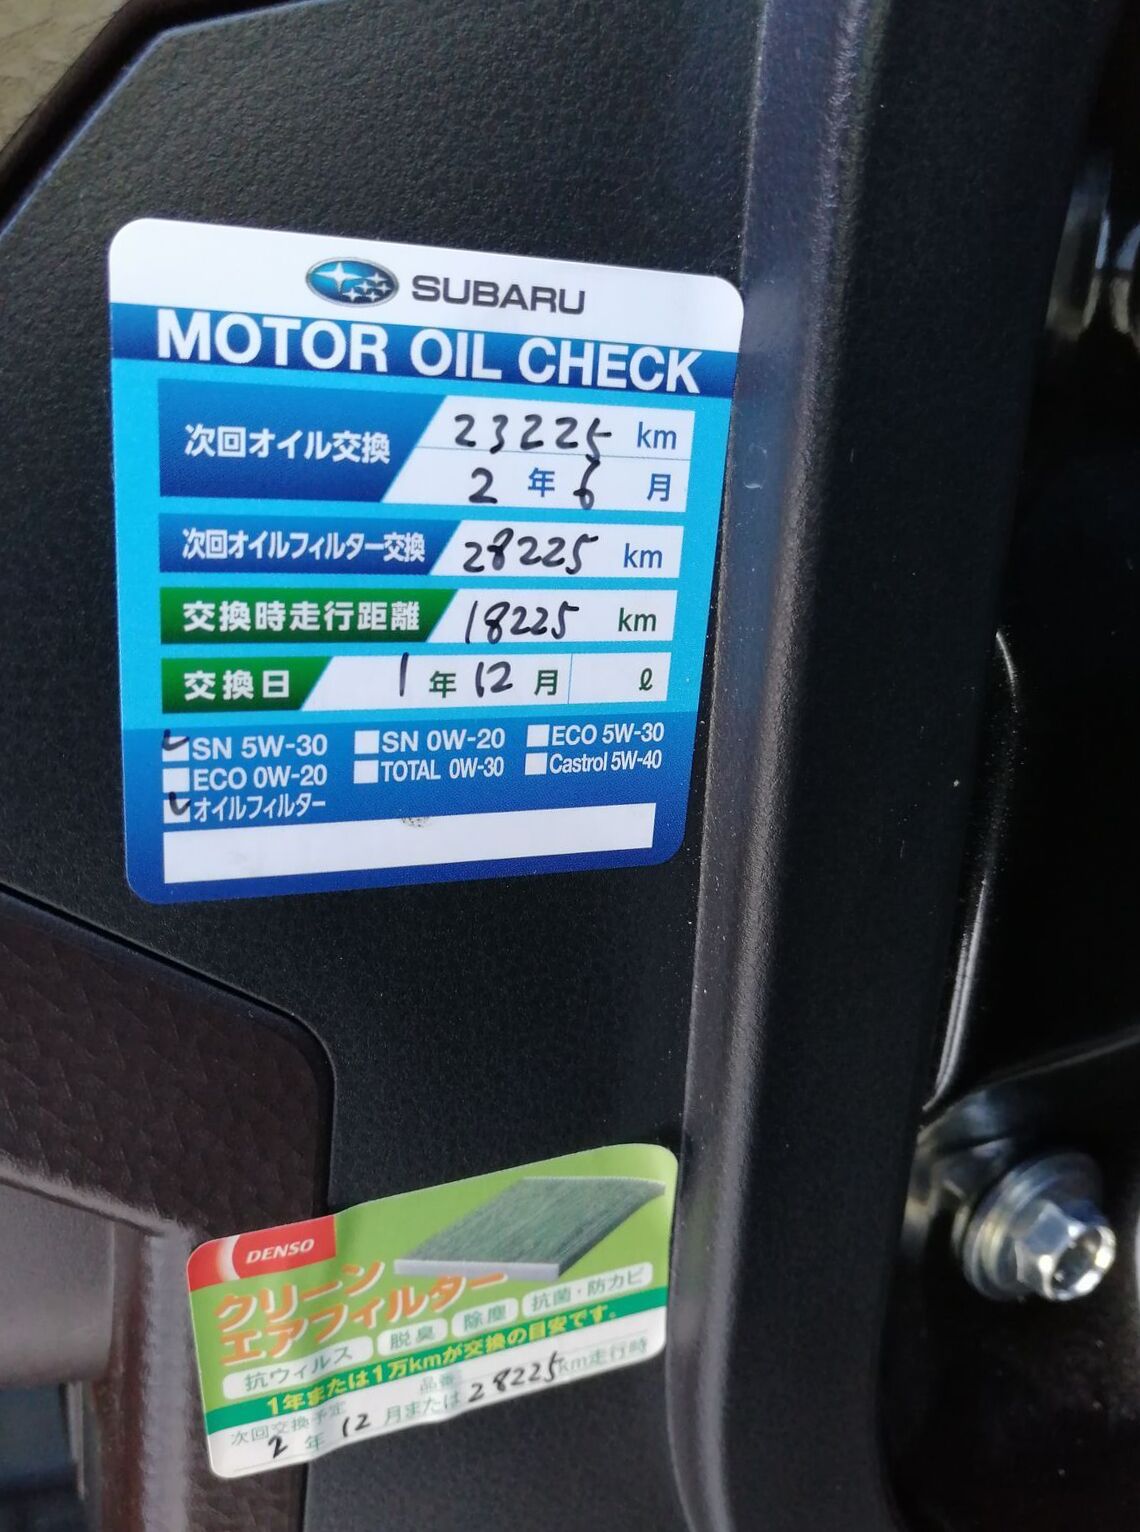 SUBARU
MOTOR OIL CHECK
次回オイル交換 23225 km
2 年 6 月
次回オイルフィルター交換 28225 km
交換時走行距離 18225 km
交換日 1 年 12 月 ℓ
SN 5W-30 SN 0W-20 ECO 5W-30
ECO 0W-20 TOTAL 0W-30 Castrol 5W-40
オイルフィルター
DENSO
クリーン
エアフィルター
抗ウィルス 脱臭 除塵 抗菌・防カビ
1年または1万kmが交換の目安です。
品番
次回交換予定
2 年 12 月または 28225 km走行時